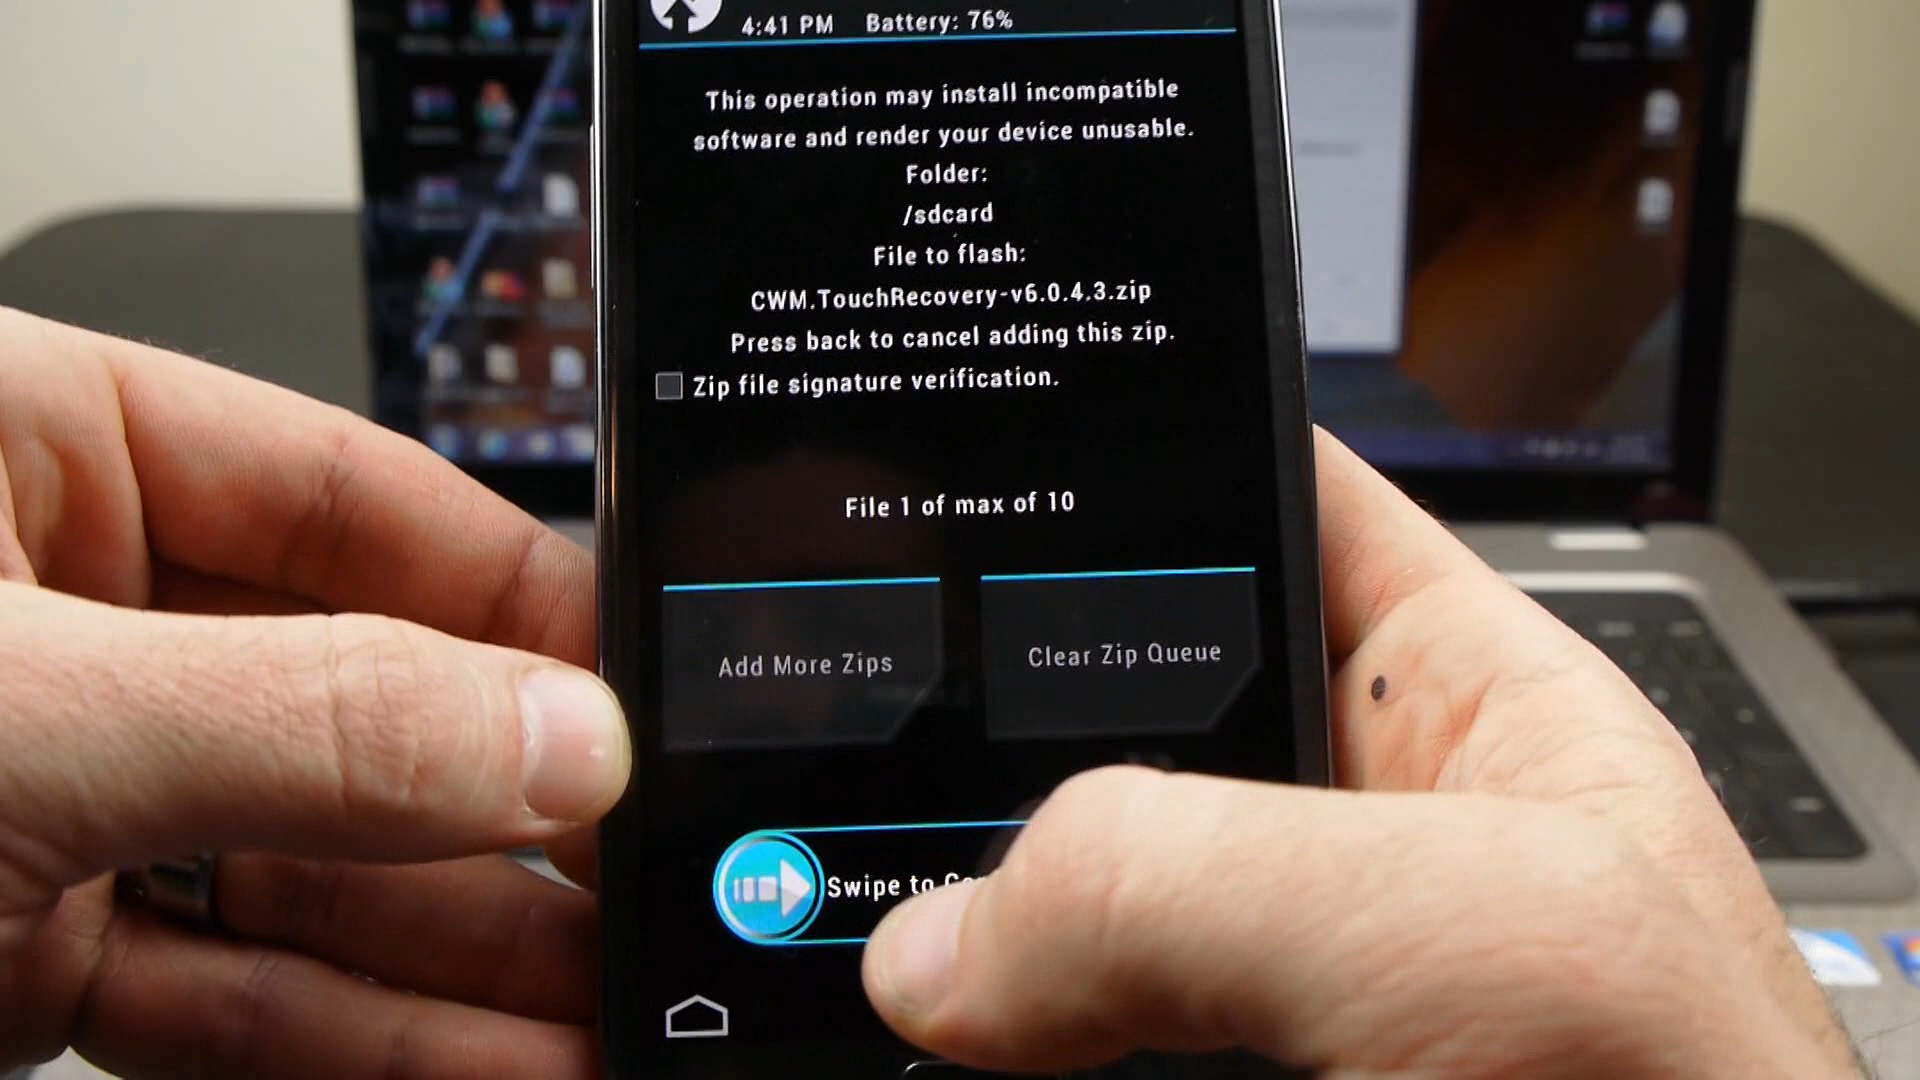 4:41 PM Battery: 76%
This operation may install incompatible
software and render your device unusable.
Folder:
/sdcard
File to flash:
CWM.TouchRecovery-v6.0.4.3.zip
Press back to cancel adding this zip.
Zip file signature verification.
File 1 of max of 10
Add More Zips
Clear Zip Queue
Swipe to